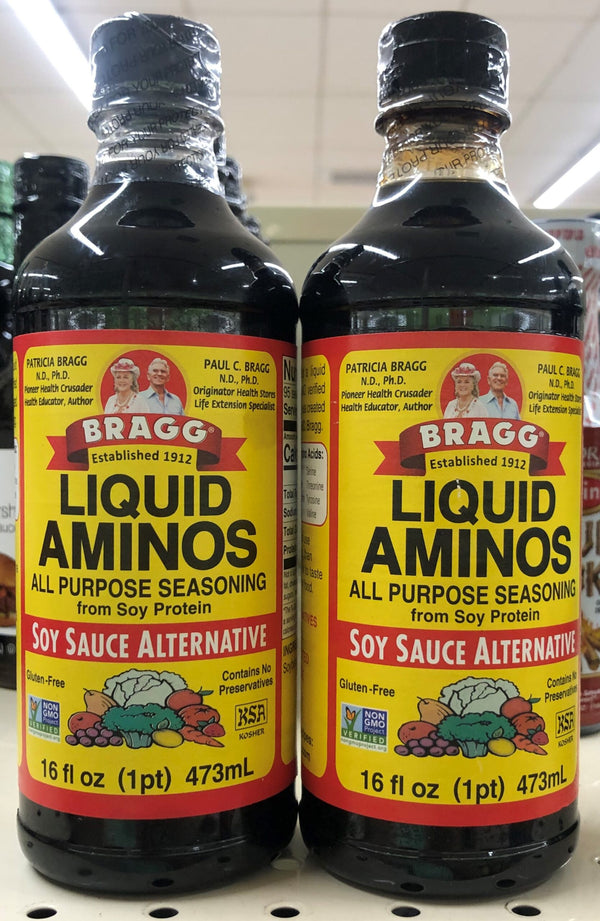 PATRICIA BRAGG
N.D., Ph.D.
Pioneer Health Crusader
Health Educator, Author
PAUL C. BRAGG
N.D., Ph.D.
Originator Health Stores
Life Extension Specialist
BRAGG®
Established 1912
LIQUID
AMINOS
ALL PURPOSE SEASONING
from Soy Protein
SOY SAUCE ALTERNATIVE
Gluten-Free
Contains No
Preservatives
NON
GMO
Project
VERIFIED
nongmoproject.org
KSA
KOSHER
16 fl oz (1pt) 473mL
PATRICIA BRAGG
N.D., Ph.D.
Pioneer Health Crusader
Health Educator, Author
PAUL C. BRAGG
N.D., Ph.D.
Originator Health Stores
Life Extension Specialist
BRAGG®
Established 1912
LIQUID
AMINOS
ALL PURPOSE SEASONING
from Soy Protein
SOY SAUCE ALTERNATIVE
Gluten-Free
Contains No
Preservatives
NON
GMO
Project
VERIFIED
nongmoproject.org
KSA
KOSHER
16 fl oz (1pt) 473mL